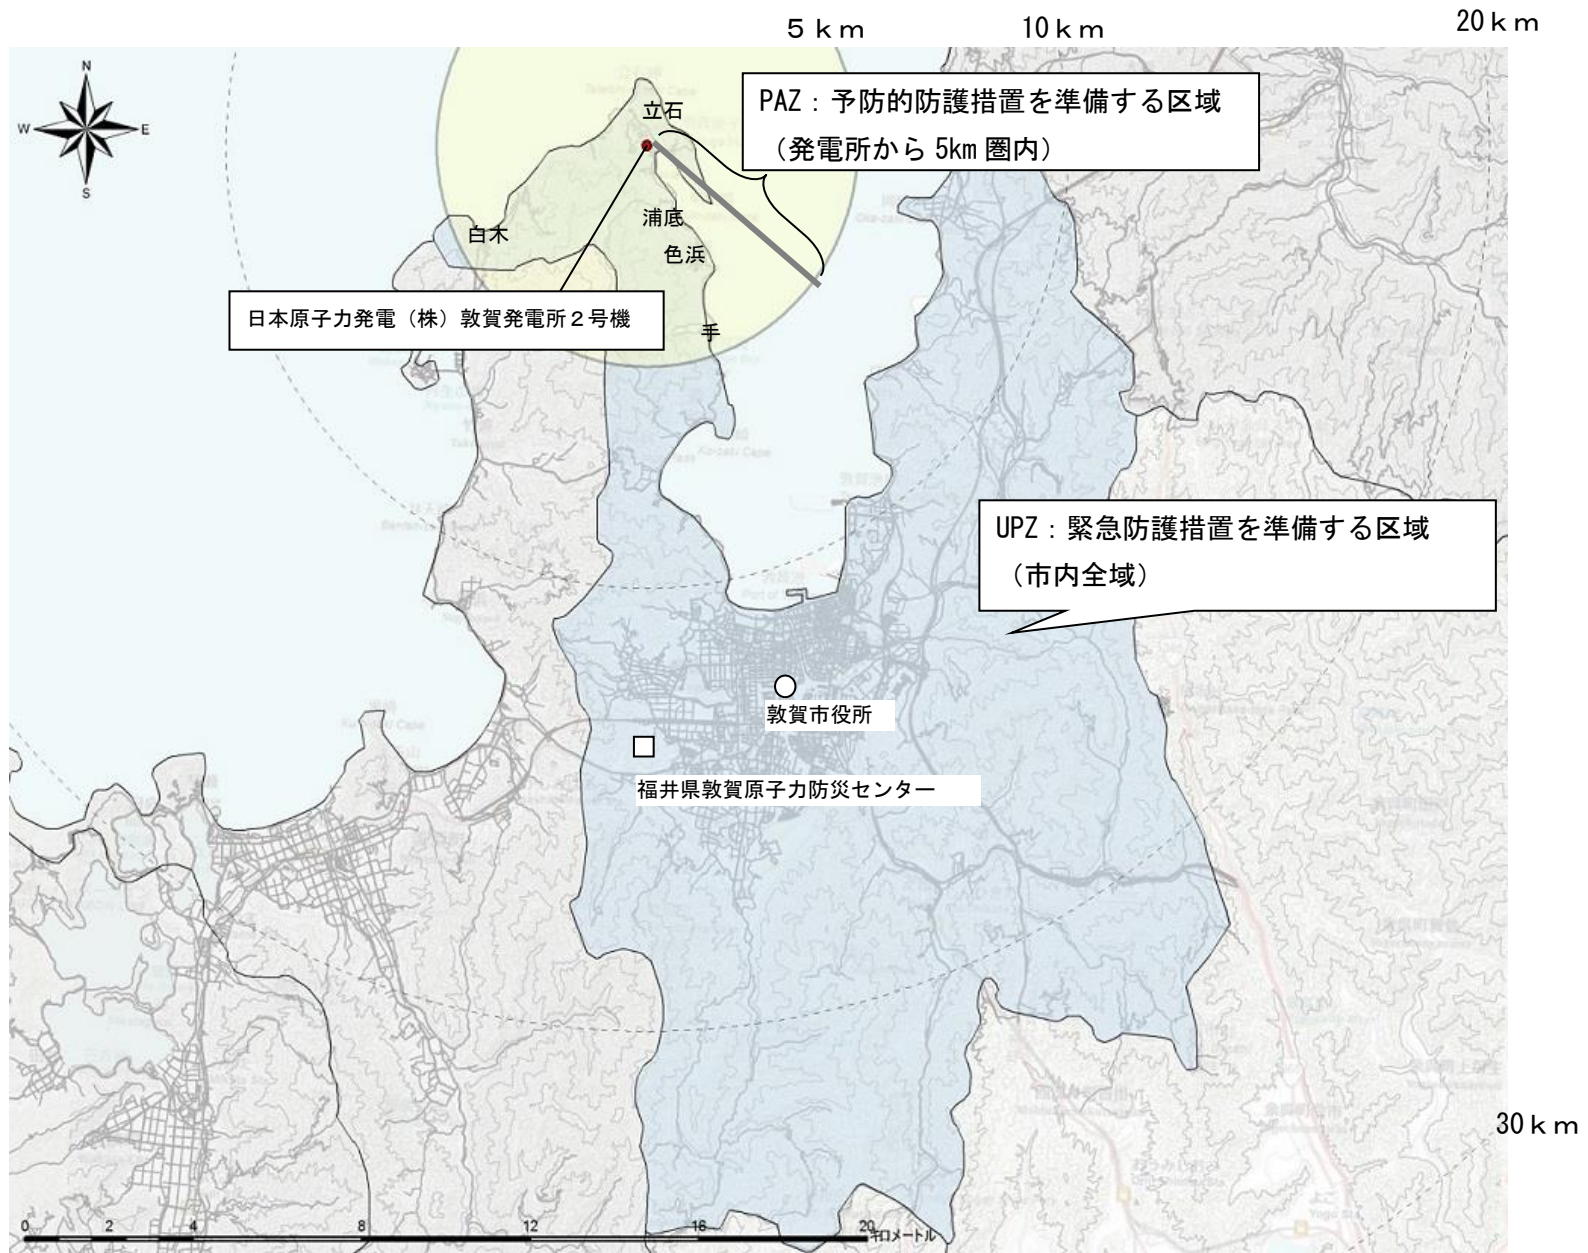 5 km
10km
20km
N
W
E
S
立石
PAZ：予防的防護措置を準備する区域
（発電所から 5km 圏内）
浦底
白木
色浜
日本原子力発電（株）敦賀発電所２号機
手
UPZ：緊急防護措置を準備する区域
（市内全域）
敦賀市役所
福井県敦賀原子力防災センター
30km
0 2 4 8 12 16 20
キロメートル